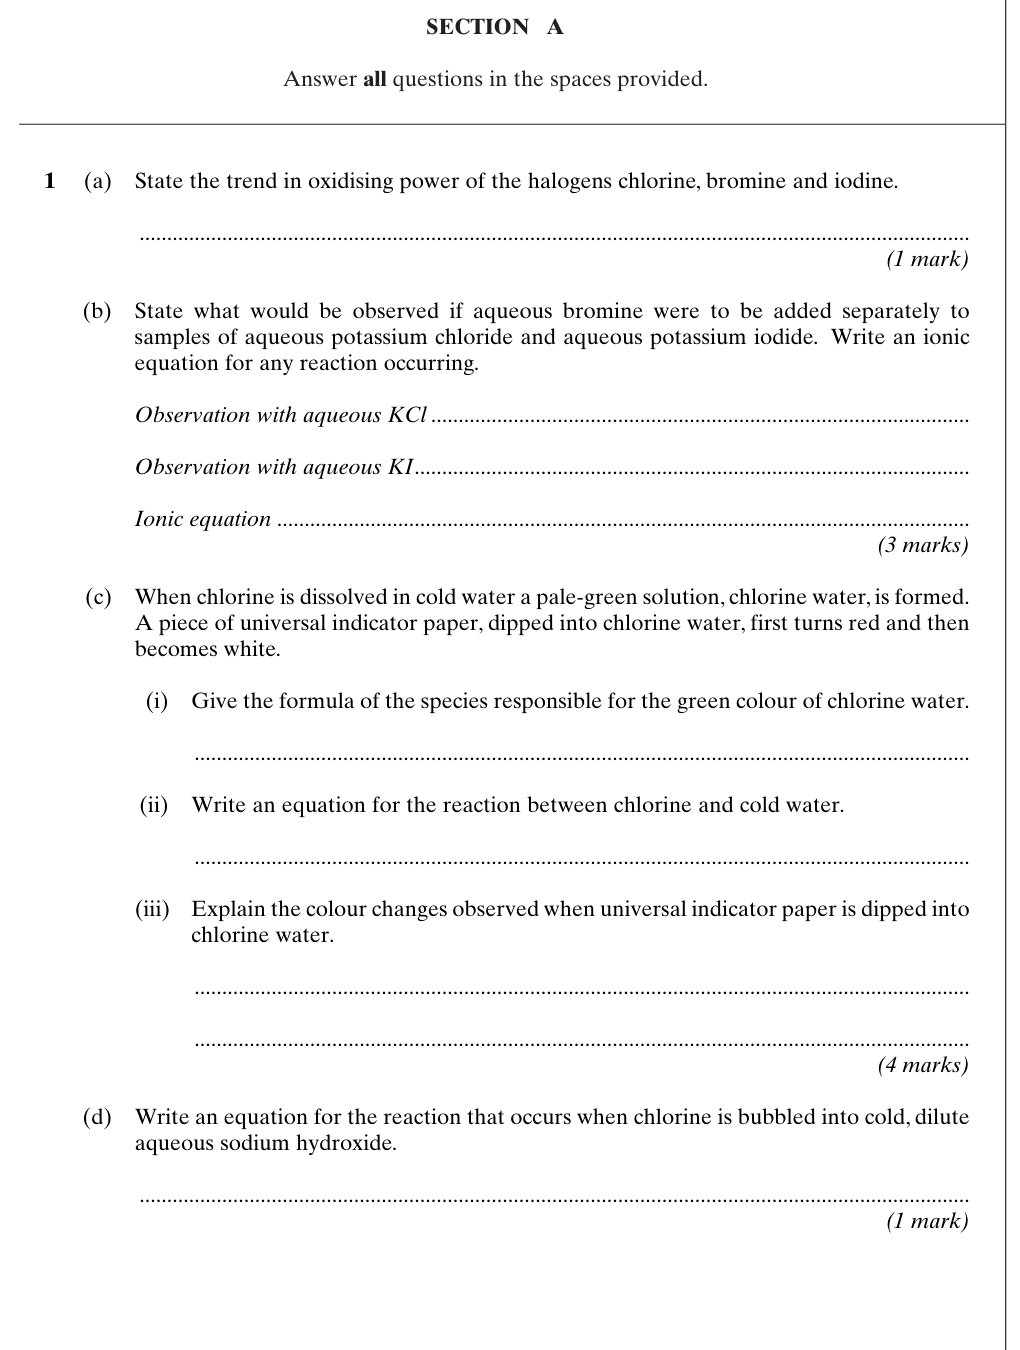 SECTION A
Answer all questions in the spaces provided.
1 (a) State the trend in oxidising power of the halogens chlorine, bromine and iodine.
................................................................................
(1 mark)
(b) State what would be observed if aqueous bromine were to be added separately to
samples of aqueous potassium chloride and aqueous potassium iodide. Write an ionic
equation for any reaction occurring.
Observation with aqueous KCl ................................................................................
Observation with aqueous KI................................................................................
Ionic equation ................................................................................
(3 marks)
(c) When chlorine is dissolved in cold water a pale-green solution, chlorine water, is formed.
A piece of universal indicator paper, dipped into chlorine water, first turns red and then
becomes white.
(i) Give the formula of the species responsible for the green colour of chlorine water.
................................................................................
(ii) Write an equation for the reaction between chlorine and cold water.
................................................................................
(iii) Explain the colour changes observed when universal indicator paper is dipped into
chlorine water.
................................................................................
................................................................................
(4 marks)
(d) Write an equation for the reaction that occurs when chlorine is bubbled into cold, dilute
aqueous sodium hydroxide.
................................................................................
(1 mark)